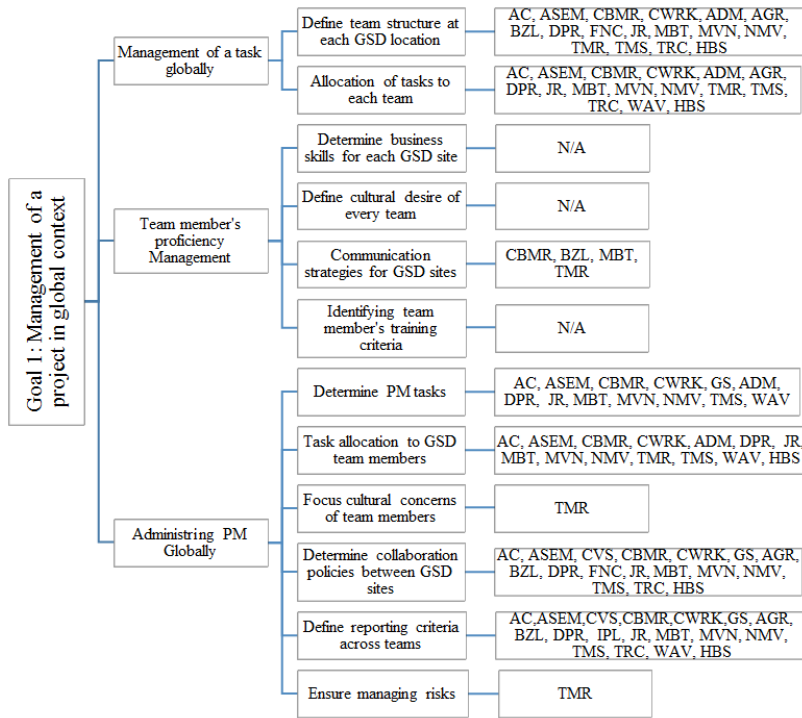 Goal 1: Management of a
project in global context
Management of a task
globally
Define team structure at
each GSD location
AC, ASEM, CBMR, CWRK, ADM, AGR,
BZL, DPR, FNC, JR, MBT, MVN, NMV,
TMR, TMS, TRC, HBS
Allocation of tasks to
each team
AC, ASEM, CBMR, CWRK, ADM, AGR,
DPR, JR, MBT, MVN, NMV, TMR, TMS,
TRC, WAV, HBS
Team member's
proficiency
Management
Determine business
skills for each GSD site
N/A
Define cultural desire of
every team
N/A
Communication
strategies for GSD sites
CBMR, BZL, MBT,
TMR
Identifying team
member's training
criteria
N/A
Administring PM
Globally
Determine PM tasks
AC, ASEM, CBMR, CWRK, GS, ADM,
DPR, JR, MBT, MVN, NMV, TMS, WAV
Task allocation to GSD
team members
AC, ASEM, CBMR, CWRK, ADM, DPR, JR,
MBT, MVN, NMV, TMR, TMS, WAV, HBS
Focus cultural concerns
of team members
TMR
Determine collaboration
policies between GSD
sites
AC, ASEM, CVS, CBMR, CWRK, GS, AGR,
BZL, DPR, FNC, JR, MBT, MVN, NMV,
TMS, TRC, HBS
Define reporting criteria
across teams
AC,ASEM,CVS,CBMR,CWRK,GS, AGR,
BZL, DPR, IPL, JR, MBT, MVN, NMV,
TMS, TRC, WAV, HBS
Ensure managing risks
TMR